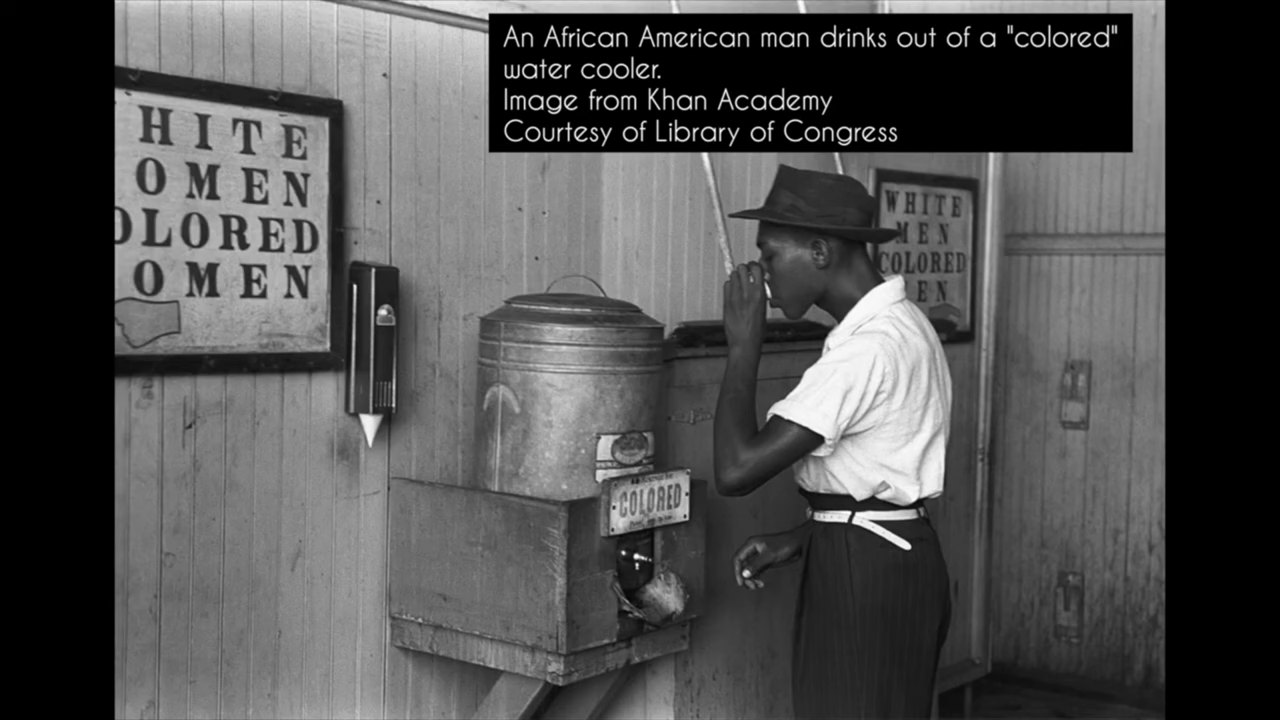 An African American man drinks out of a "colored"
water cooler.
Image from Khan Academy
Courtesy of Library of Congress
HITE
OMEN
OLORED
OMEN
WHITE
MEN
COLORED
EN
COLORED